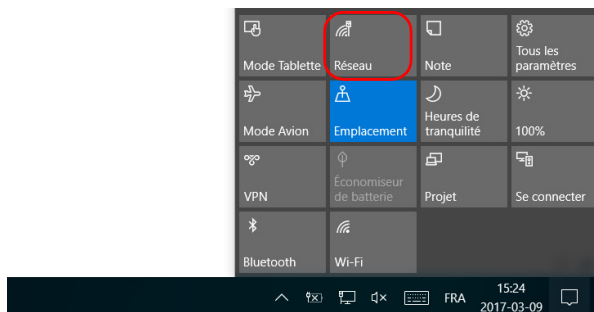 Mode Tablette
Réseau
Note
Tous les
paramètres
Mode Avion
Emplacement
Heures de
tranquilité
100%
VPN
Économiseur
de batterie
Projet
Se connecter
Bluetooth
Wi-Fi
FRA
15:24
2017-03-09